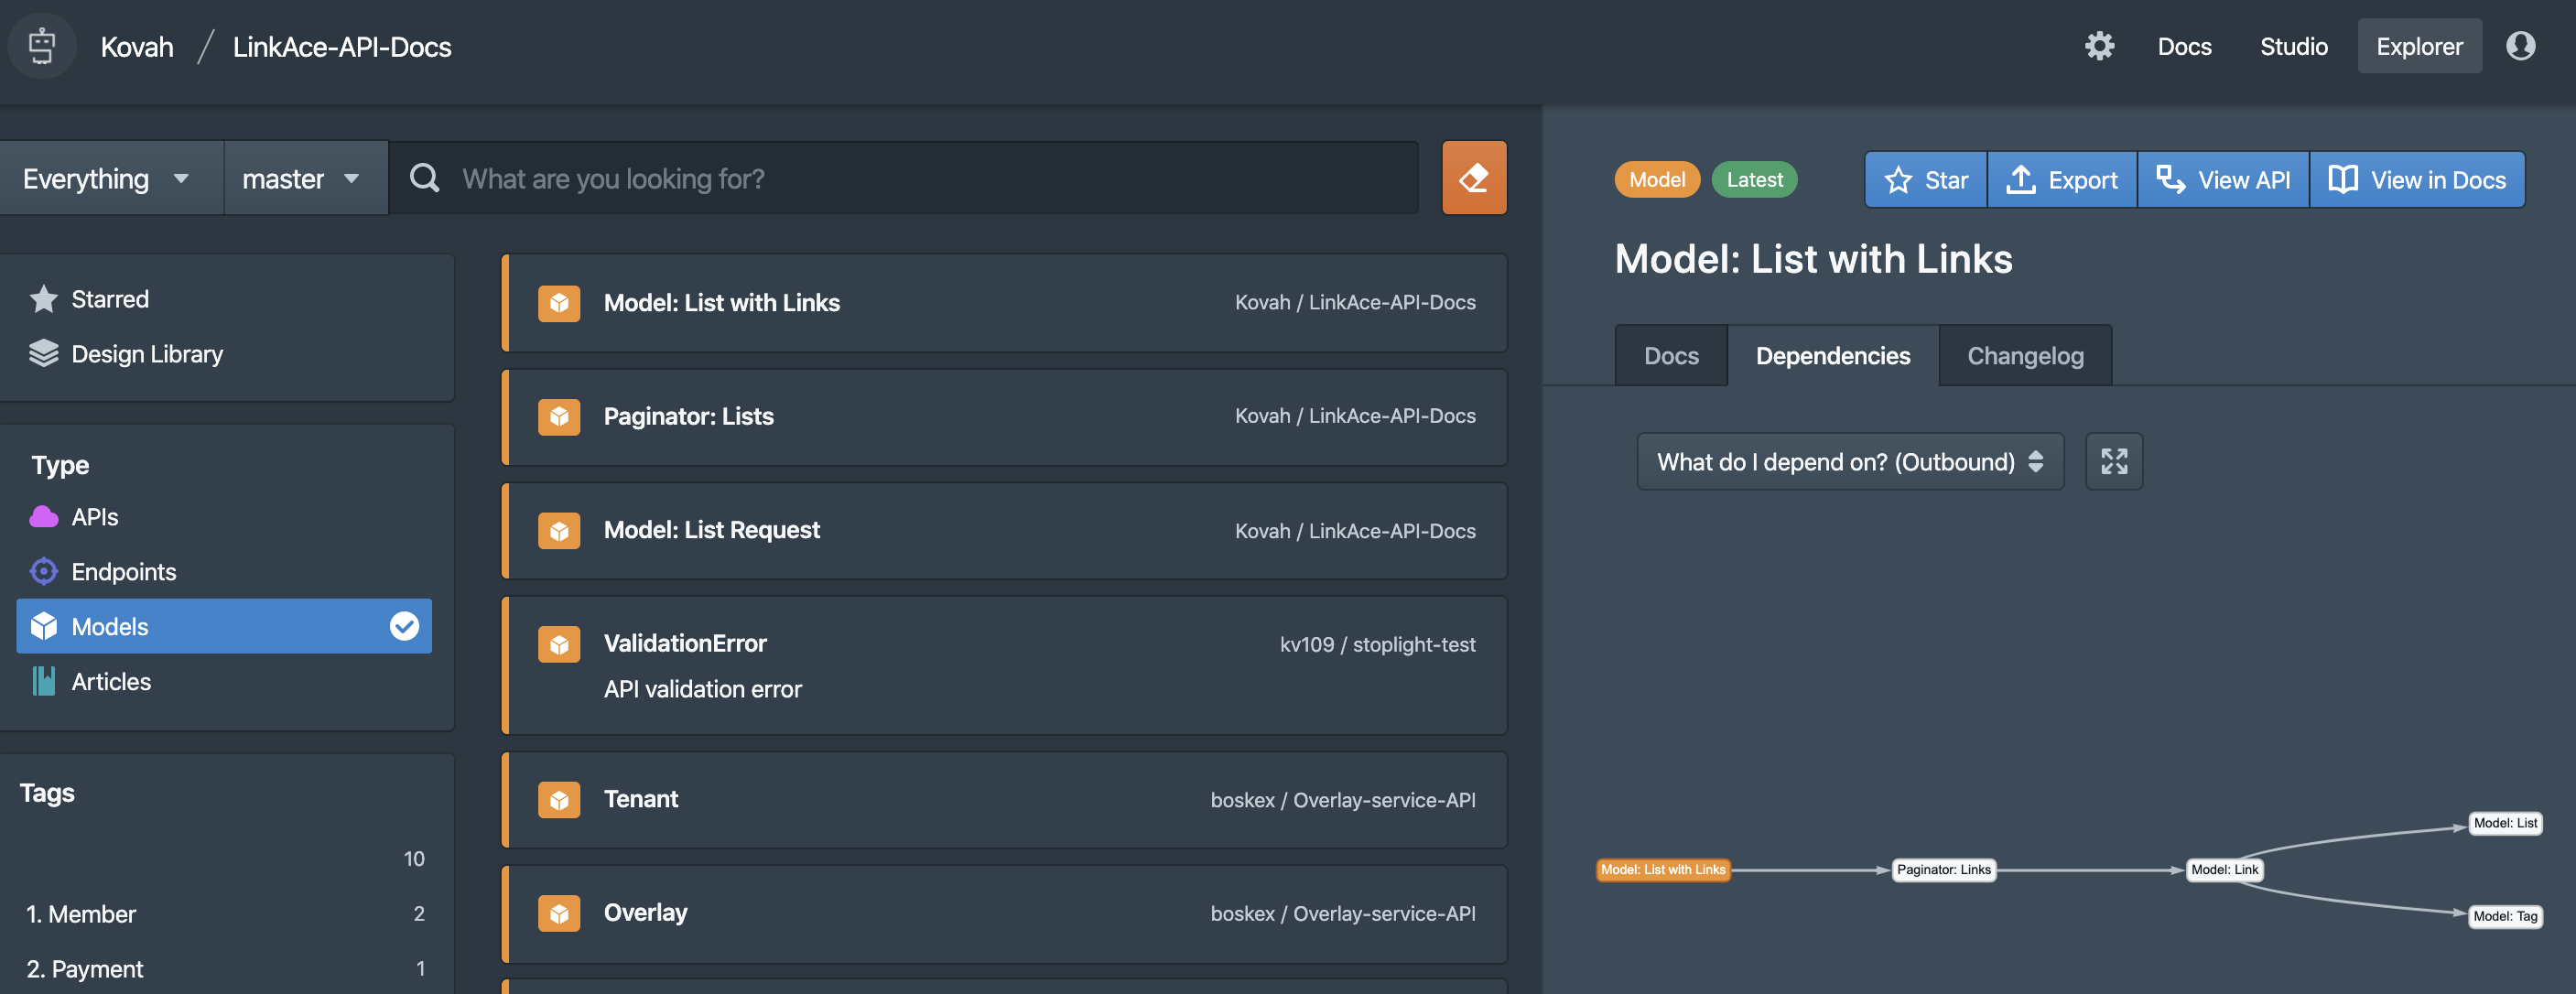 Kovah / LinkAce-API-Docs
Docs
Studio
Explorer
Everything
master
What are you looking for?
Starred
Design Library
Type
APIs
Endpoints
Models
Articles
Tags
10
1. Member 2
2. Payment 1
Model: List with Links Kovah / LinkAce-API-Docs
Paginator: Lists Kovah / LinkAce-API-Docs
Model: List Request Kovah / LinkAce-API-Docs
ValidationError kv109 / stoplight-test
API validation error
Tenant boskex / Overlay-service-API
Overlay boskex / Overlay-service-API
Model Latest
Star Export View API View in Docs
Model: List with Links
Docs Dependencies Changelog
What do I depend on? (Outbound)
Model: List with Links
Paginator: Links
Model: Link
Model: List
Model: Tag